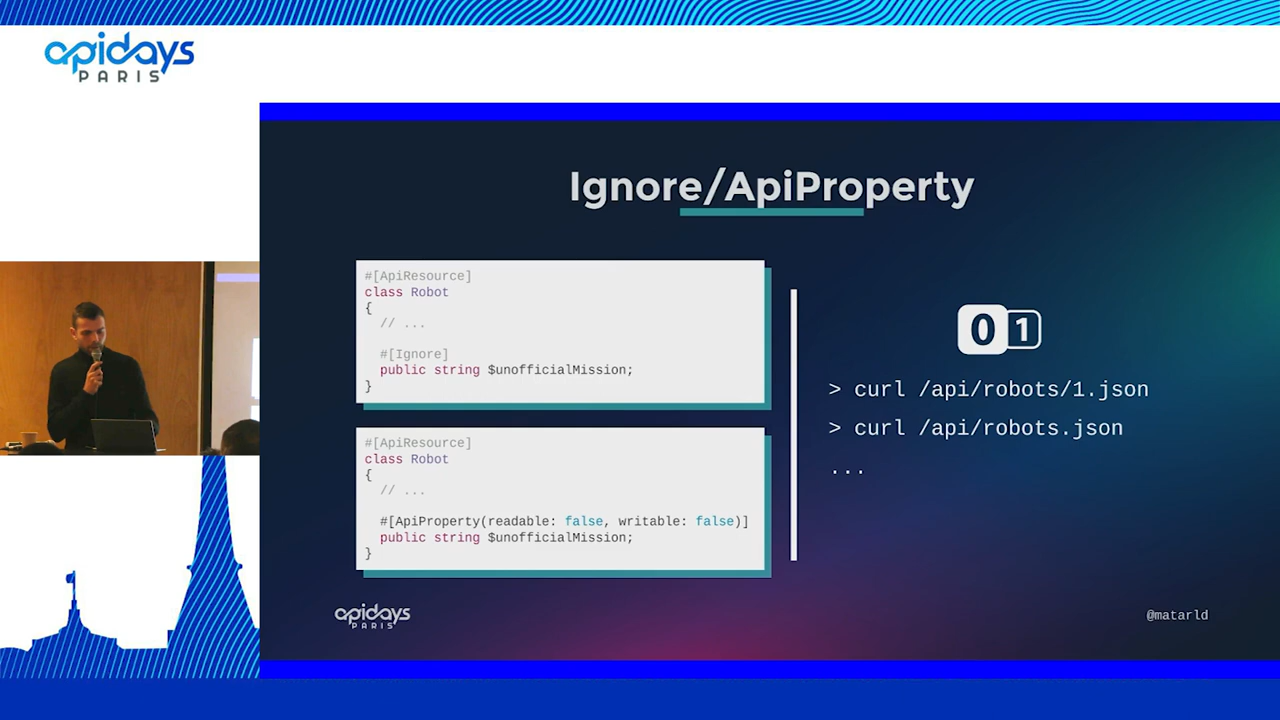 apidays
PARIS
Ignore/ApiProperty
#[ApiResource]
class Robot
{
// ...
#[Ignore]
public string $unofficialMission;
}
#[ApiResource]
class Robot
{
// ...
#[ApiProperty(readable: false, writable: false)]
public string $unofficialMission;
}
01
> curl /api/robots/1.json
> curl /api/robots.json
...
apidays
PARIS
@matarld